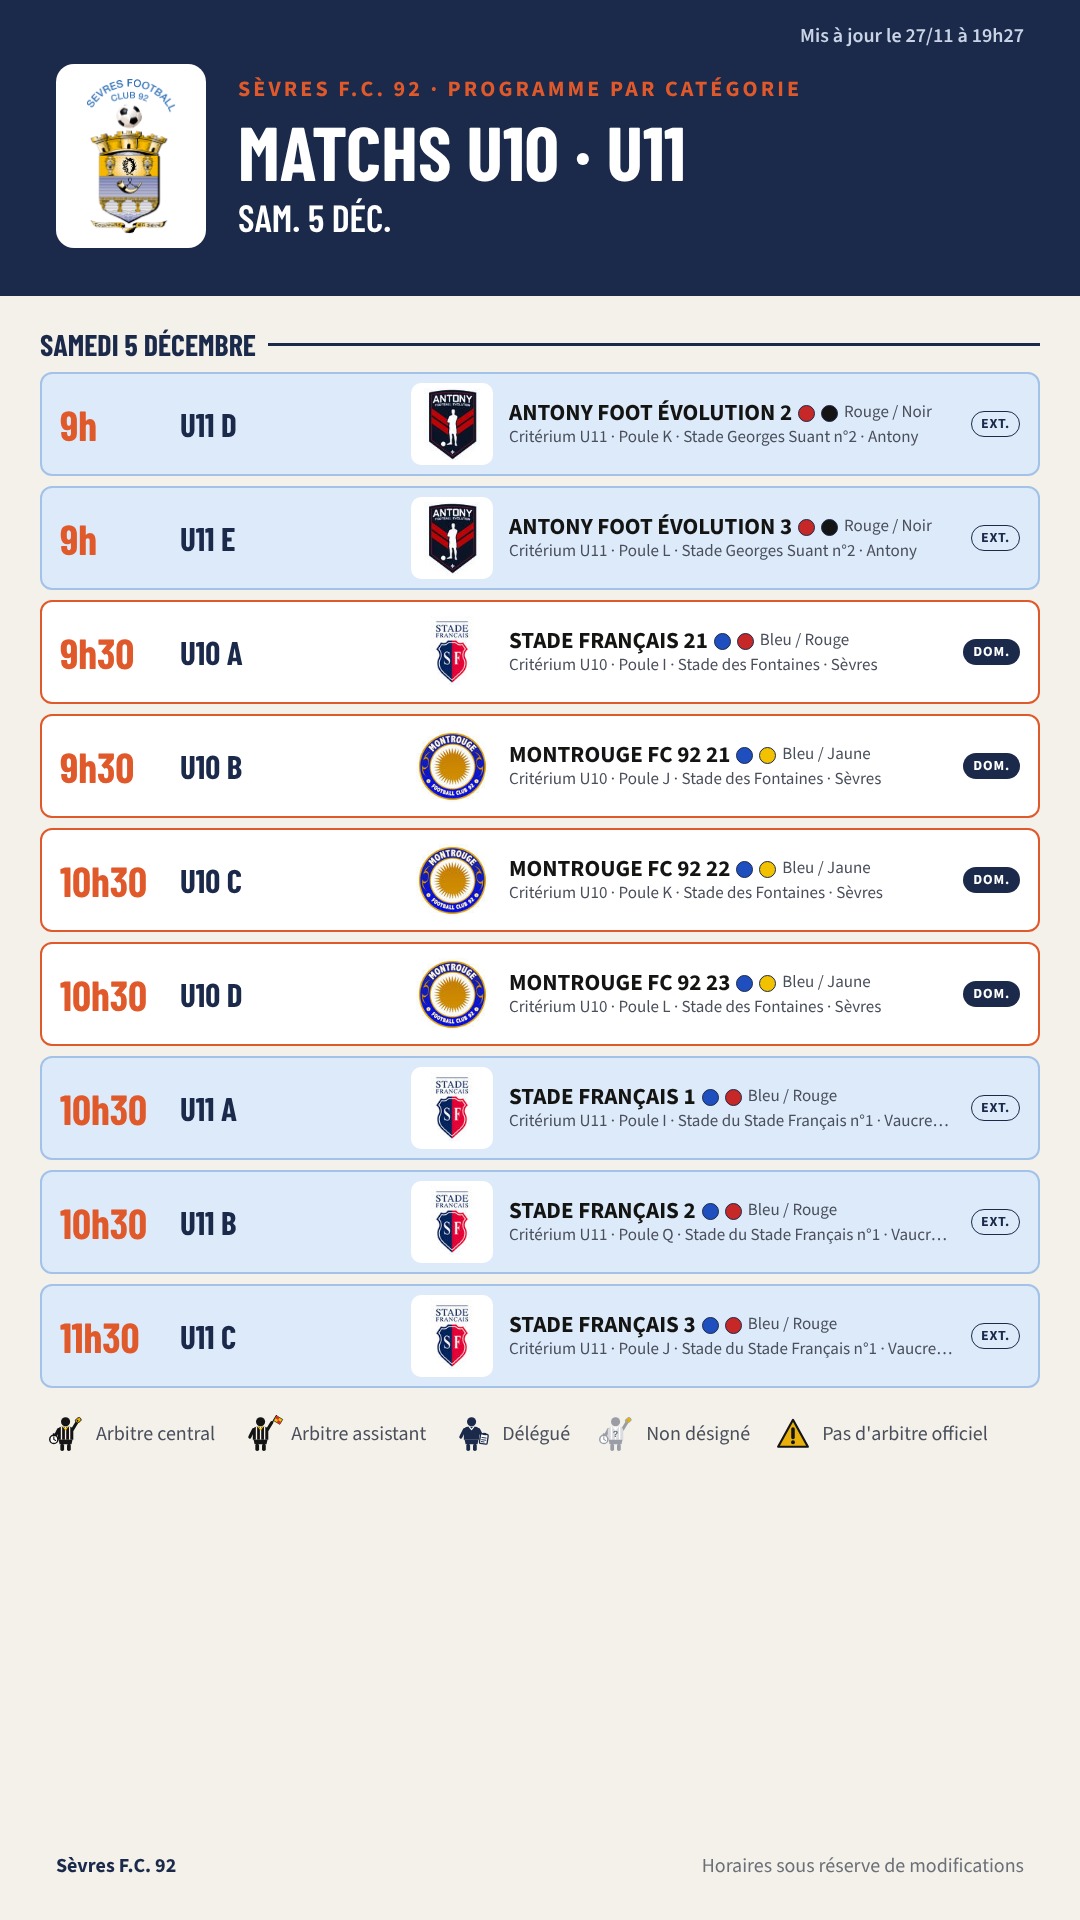 Mis à jour le 27/11 à 19h27
SEVRES FOOTBALL
CLUB 92
SÈVRES F.C. 92 · PROGRAMME PAR CATÉGORIE
MATCHS U10 · U11
SAM. 5 DÉC.
SAMEDI 5 DÉCEMBRE
9h U11 D ANTONY FOOT ÉVOLUTION 2 Rouge / Noir EXT.
Critérium U11 · Poule K · Stade Georges Suant n°2 · Antony
9h U11 E ANTONY FOOT ÉVOLUTION 3 Rouge / Noir EXT.
Critérium U11 · Poule L · Stade Georges Suant n°2 · Antony
9h30 U10 A STADE FRANÇAIS 21 Bleu / Rouge DOM.
Critérium U10 · Poule I · Stade des Fontaines · Sèvres
9h30 U10 B MONTROUGE FC 92 21 Bleu / Jaune DOM.
Critérium U10 · Poule J · Stade des Fontaines · Sèvres
10h30 U10 C MONTROUGE FC 92 22 Bleu / Jaune DOM.
Critérium U10 · Poule K · Stade des Fontaines · Sèvres
10h30 U10 D MONTROUGE FC 92 23 Bleu / Jaune DOM.
Critérium U10 · Poule L · Stade des Fontaines · Sèvres
10h30 U11 A STADE FRANÇAIS 1 Bleu / Rouge EXT.
Critérium U11 · Poule I · Stade du Stade Français n°1 · Vaucre…
10h30 U11 B STADE FRANÇAIS 2 Bleu / Rouge EXT.
Critérium U11 · Poule Q · Stade du Stade Français n°1 · Vaucr…
11h30 U11 C STADE FRANÇAIS 3 Bleu / Rouge EXT.
Critérium U11 · Poule J · Stade du Stade Français n°1 · Vaucre…
Arbitre central Arbitre assistant Délégué Non désigné Pas d'arbitre officiel
Sèvres F.C. 92 Horaires sous réserve de modifications